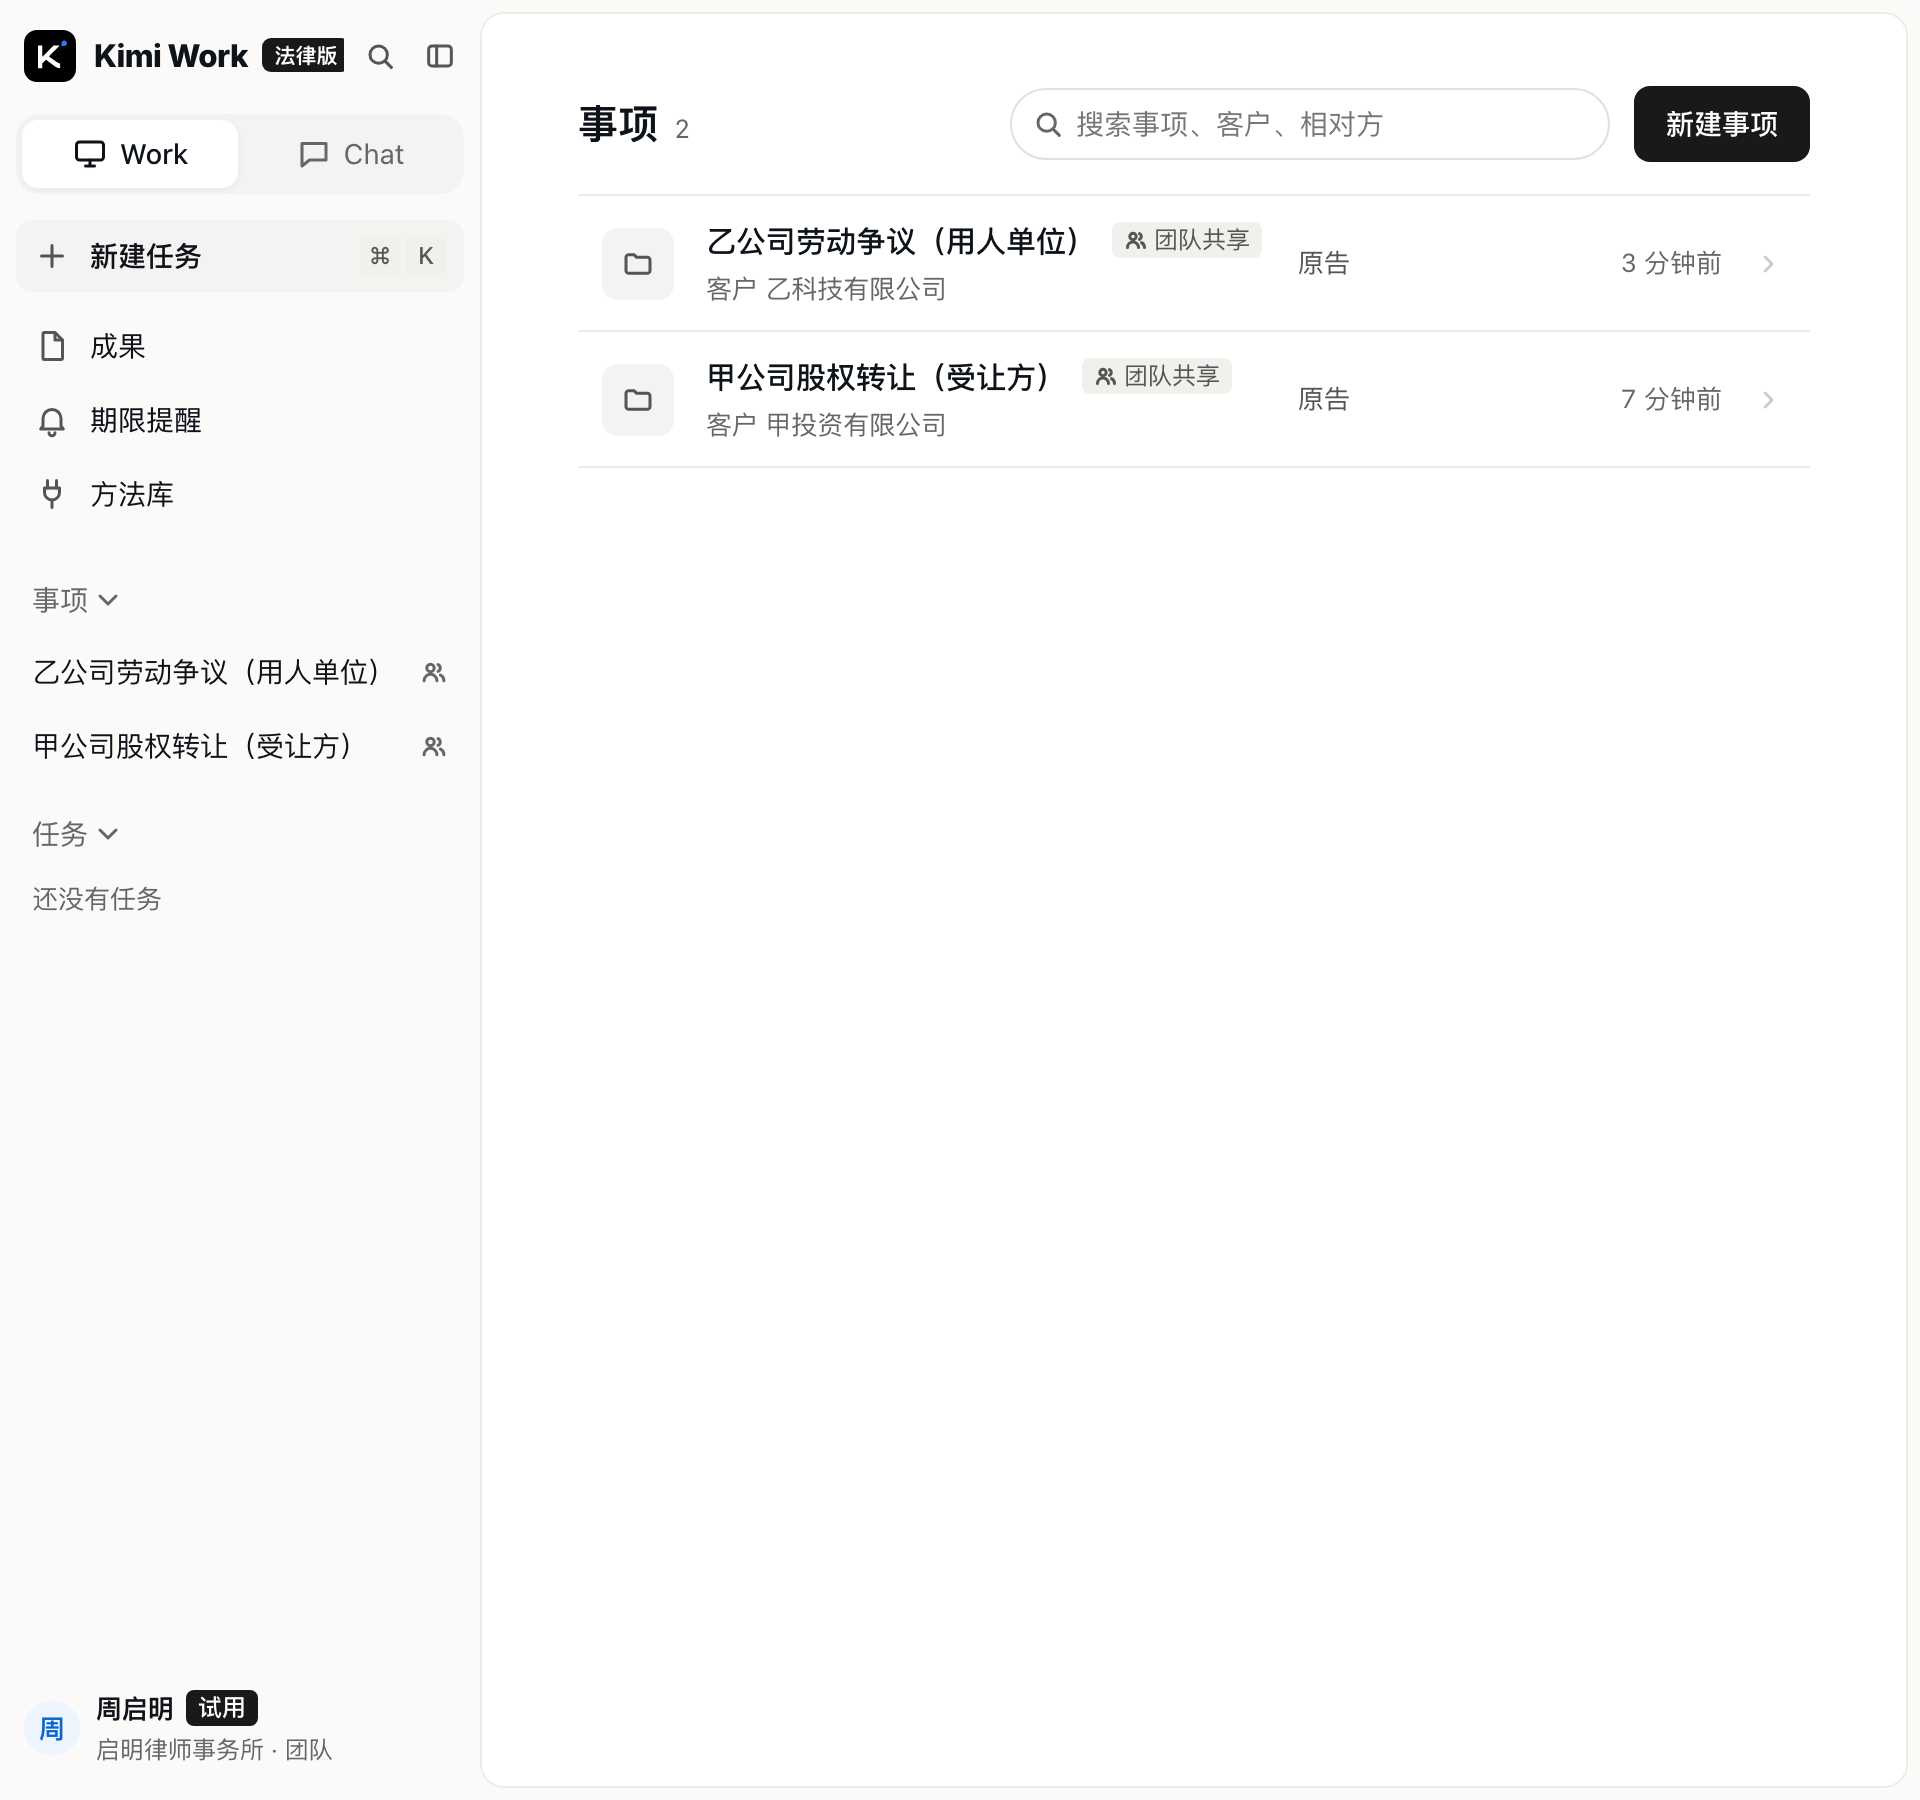 Kimi Work 法律版
Work
Chat
新建任务 ⌘ K
成果
期限提醒
方法库
事项
乙公司劳动争议（用人单位）
甲公司股权转让（受让方）
任务
还没有任务
周启明 试用
启明律师事务所 · 团队
事项 2
搜索事项、客户、相对方
新建事项
乙公司劳动争议（用人单位） 团队共享
客户 乙科技有限公司
原告
3 分钟前
甲公司股权转让（受让方） 团队共享
客户 甲投资有限公司
原告
7 分钟前
K
周